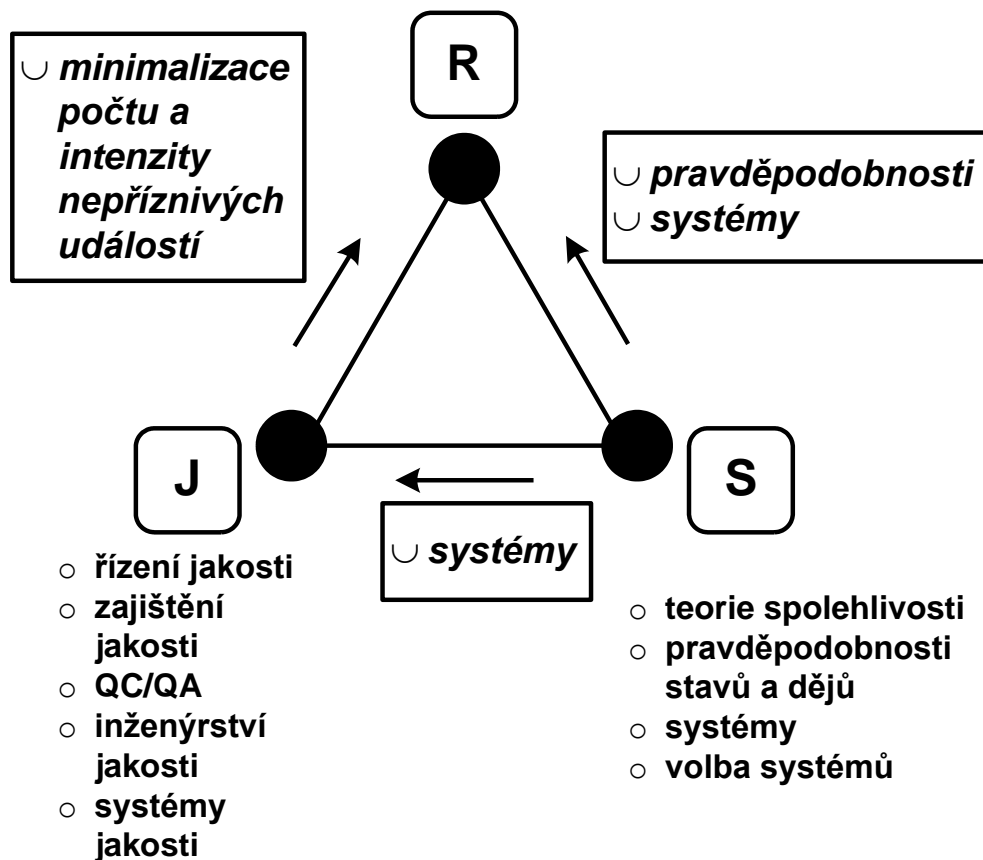 R
∪ minimalizace
počtu a
intenzity
nepříznivých
událostí
∪ pravděpodobnosti
∪ systémy
J
S
∪ systémy
○ řízení jakosti
○ zajištění
jakosti
○ QC/QA
○ inženýrství
jakosti
○ systémy
jakosti
○ teorie spolehlivosti
○ pravděpodobnosti
stavů a dějů
○ systémy
○ volba systémů